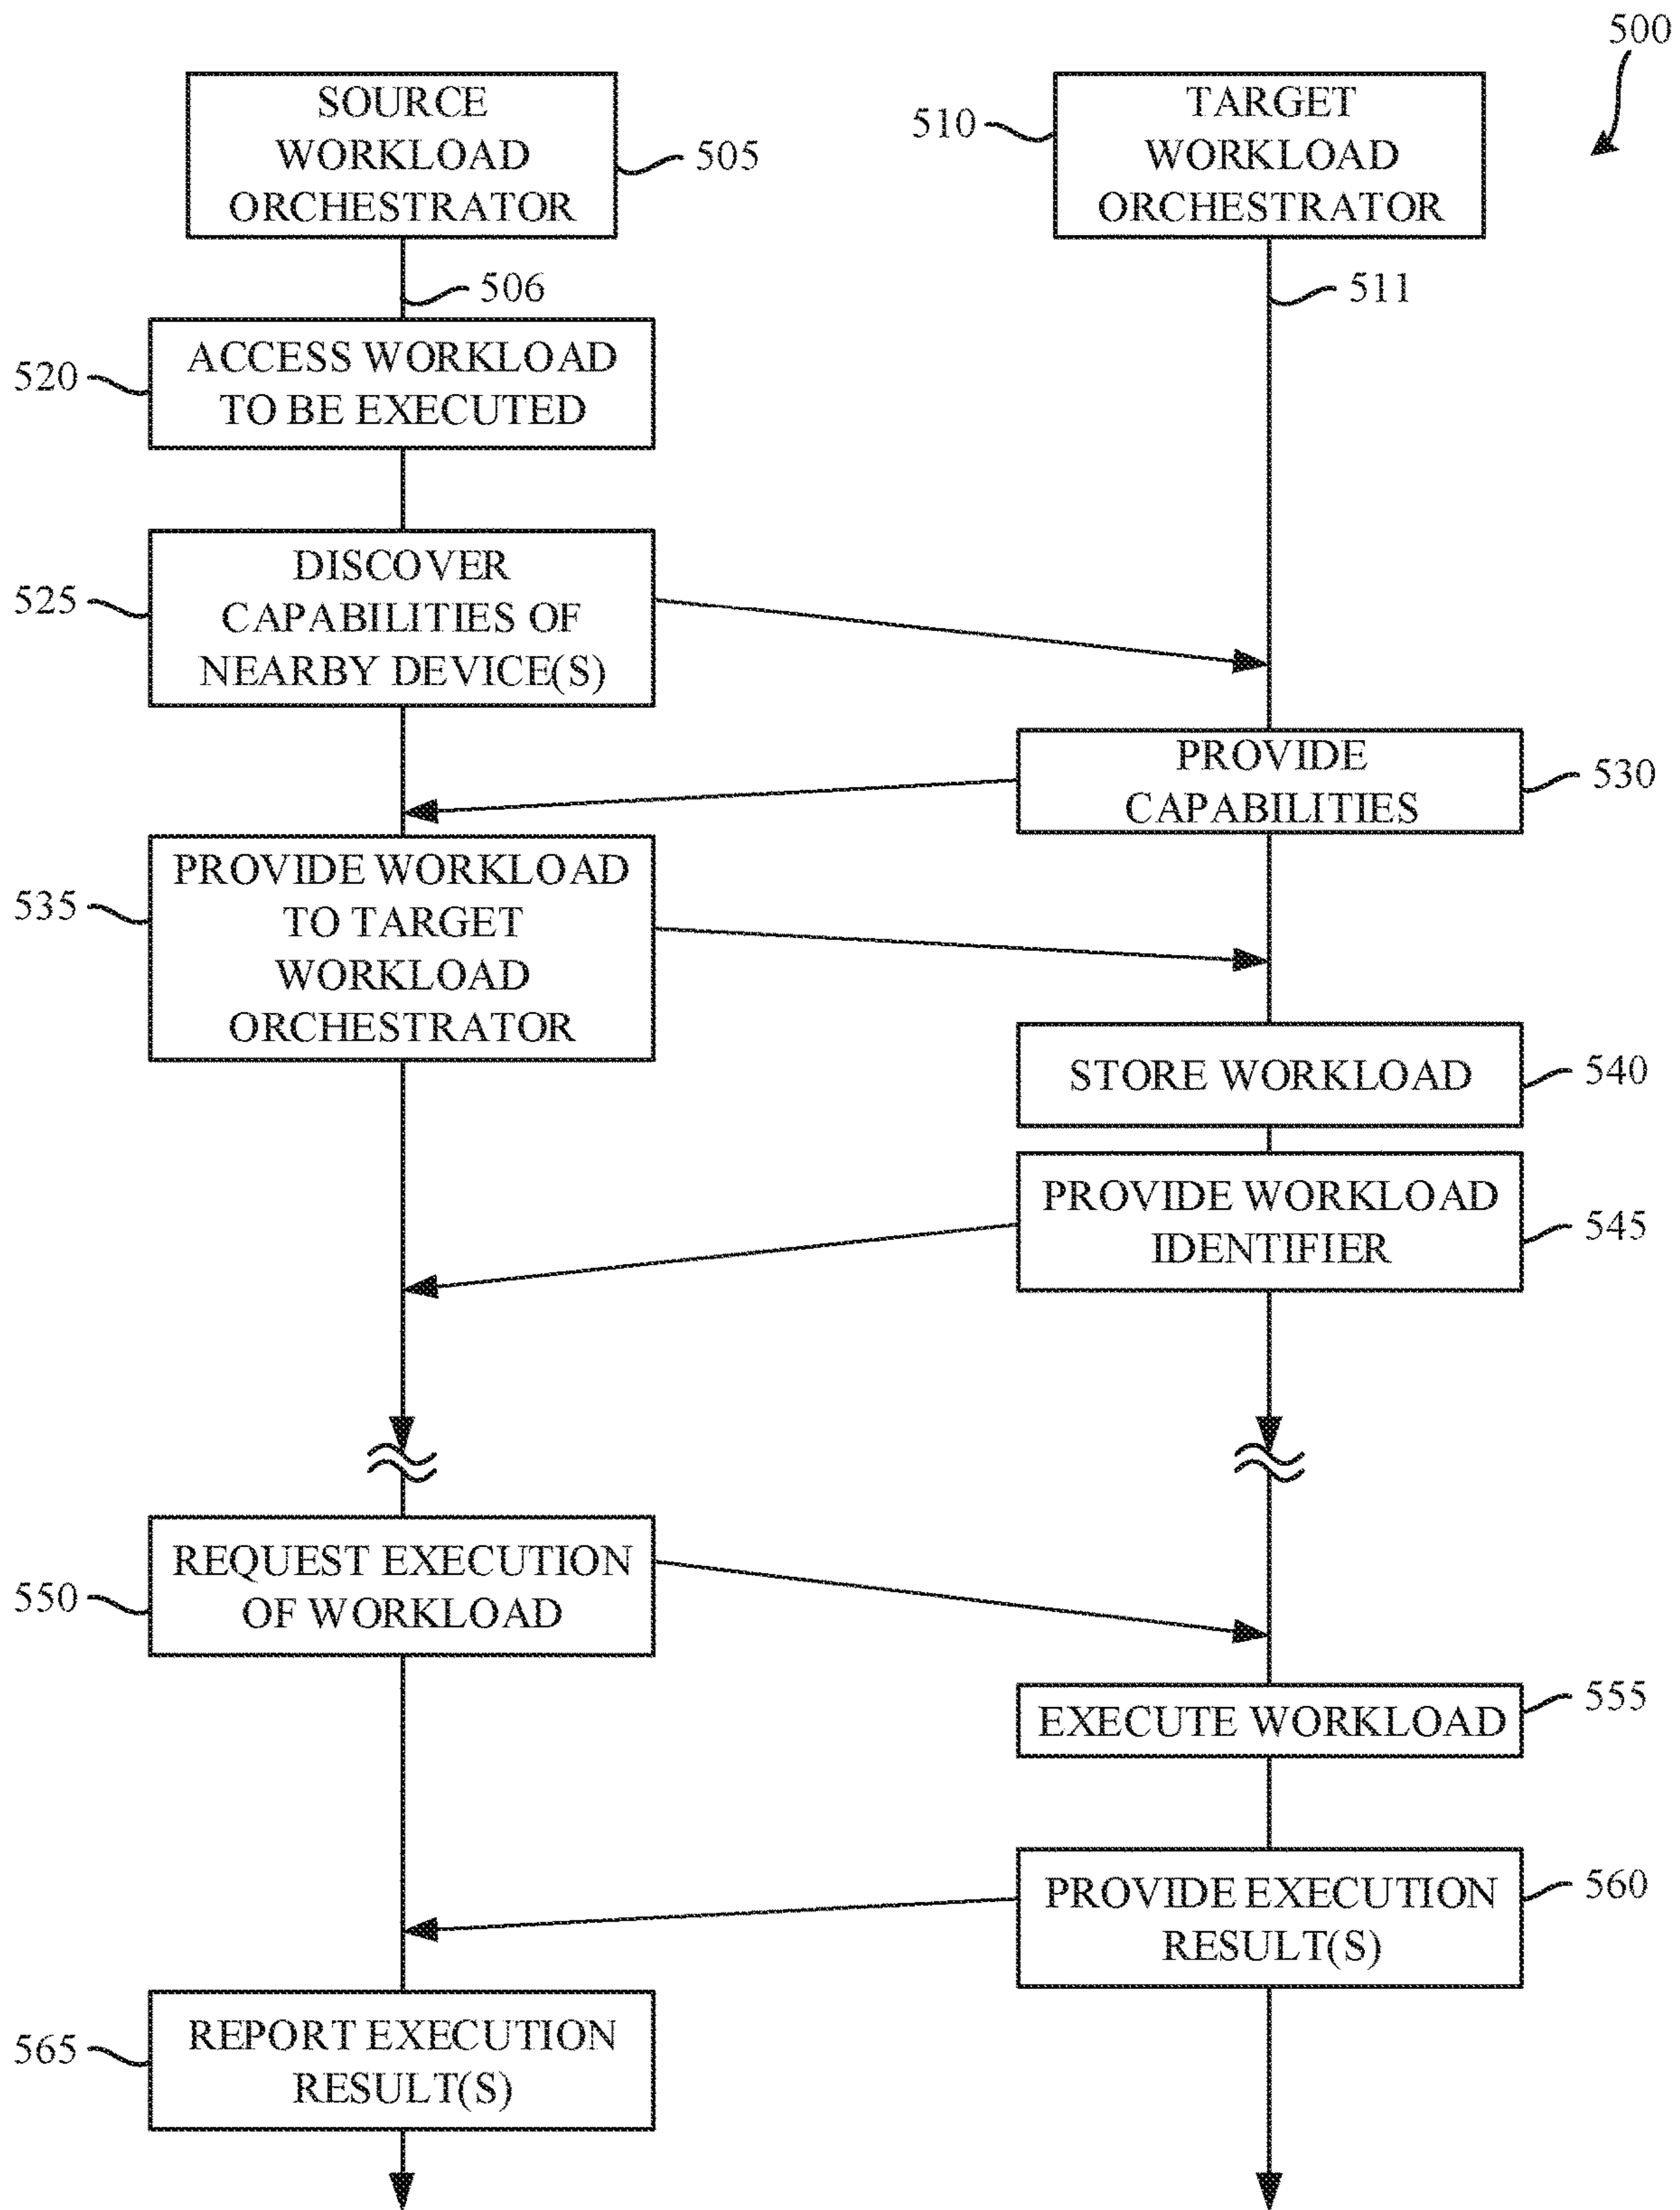 500
SOURCE
WORKLOAD
ORCHESTRATOR
505
510
TARGET
WORKLOAD
ORCHESTRATOR
506
511
520
ACCESS WORKLOAD
TO BE EXECUTED
525
DISCOVER
CAPABILITIES OF
NEARBY DEVICE(S)
PROVIDE
CAPABILITIES
530
535
PROVIDE WORKLOAD
TO TARGET
WORKLOAD
ORCHESTRATOR
STORE WORKLOAD
540
PROVIDE WORKLOAD
IDENTIFIER
545
550
REQUEST EXECUTION
OF WORKLOAD
EXECUTE WORKLOAD
555
PROVIDE EXECUTION
RESULT(S)
560
565
REPORT EXECUTION
RESULT(S)